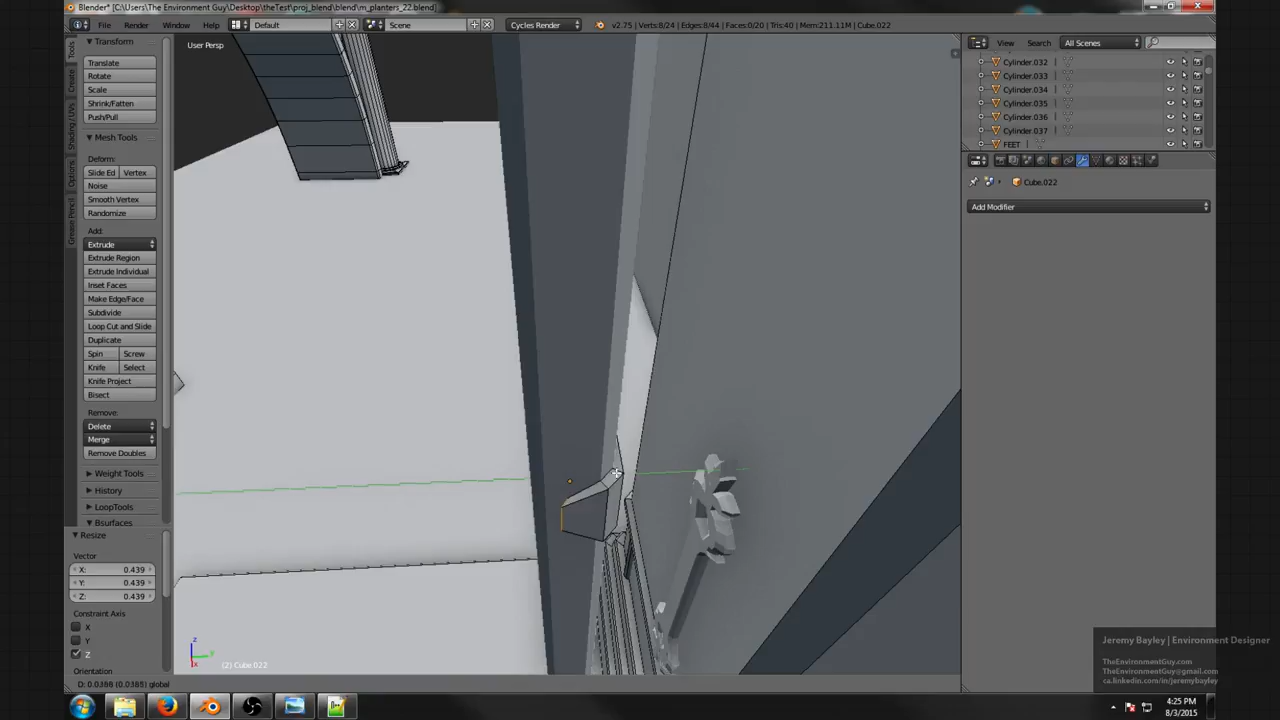 Blender* [C:\Users\The Environment Guy\Desktop\theTest\proj_blend\blend\m_planters_22.blend]
File
Render
Window
Help
Default
Scene
Cycles Render
v2.75 | Verts:8/24 | Edges:8/44 | Faces:0/20 | Tris:40 | Mem:211.11M | Cube.022
Tools
Create
Shading / UVs
Options
Grease Pencil
Transform
Translate
Rotate
Scale
Shrink/Fatten
Push/Pull
Mesh Tools
Deform:
Slide Ed
Vertex
Noise
Smooth Vertex
Randomize
Add:
Extrude
Extrude Region
Extrude Individual
Inset Faces
Make Edge/Face
Subdivide
Loop Cut and Slide
Duplicate
Spin
Screw
Knife
Select
Knife Project
Bisect
Remove:
Delete
Merge
Remove Doubles
Weight Tools
History
LoopTools
Bsurfaces
Resize
Vector
X: 0.439
Y: 0.439
Z: 0.439
Constraint Axis
X
Y
Z
Orientation
D: 0.0388 (0.0388) global
User Persp
z
y
x
(2) Cube.022
View
Search
All Scenes
Cylinder.032
Cylinder.033
Cylinder.034
Cylinder.035
Cylinder.036
Cylinder.037
FEET
Cube.022
Add Modifier
Jeremy Bayley | Environment Designer
TheEnvironmentGuy.com
TheEnvironmentGuy@gmail.com
ca.linkedin.com/in/jeremybayley
4:25 PM
8/3/2015